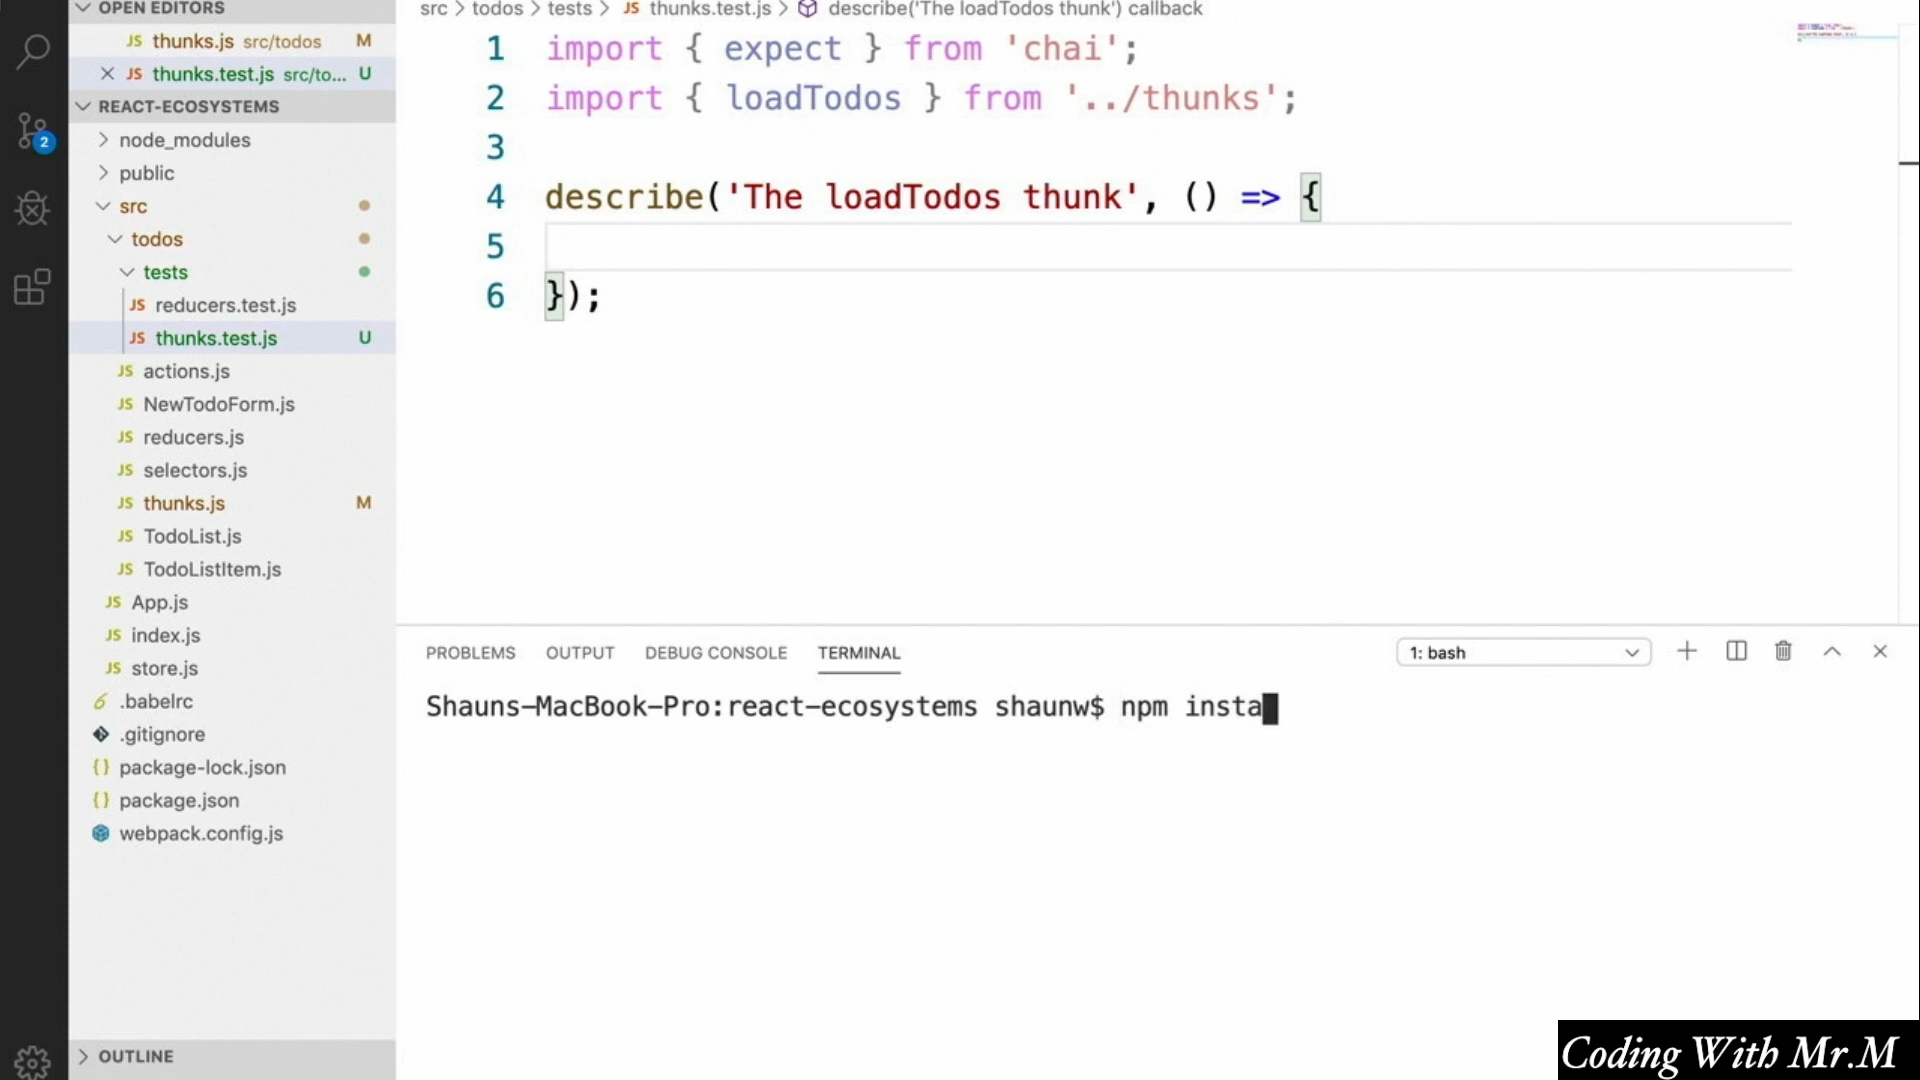 OPEN EDITORS
JS thunks.js src/todos M
JS thunks.test.js src/to... U
REACT-ECOSYSTEMS
node_modules
public
src
todos
tests
JS reducers.test.js
JS thunks.test.js U
JS actions.js
JS NewTodoForm.js
JS reducers.js
JS selectors.js
JS thunks.js M
JS TodoList.js
JS TodoListItem.js
JS App.js
JS index.js
JS store.js
.babelrc
.gitignore
{} package-lock.json
{} package.json
webpack.config.js
OUTLINE
2
src > todos > tests > JS thunks.test.js > describe('The loadTodos thunk') callback
1 import { expect } from 'chai';
2 import { loadTodos } from '../thunks';
3
4 describe('The loadTodos thunk', () => {
5
6 });
PROBLEMS OUTPUT DEBUG CONSOLE TERMINAL 1: bash
Shauns-MacBook-Pro:react-ecosystems shaunw$ npm insta
Coding With Mr.M